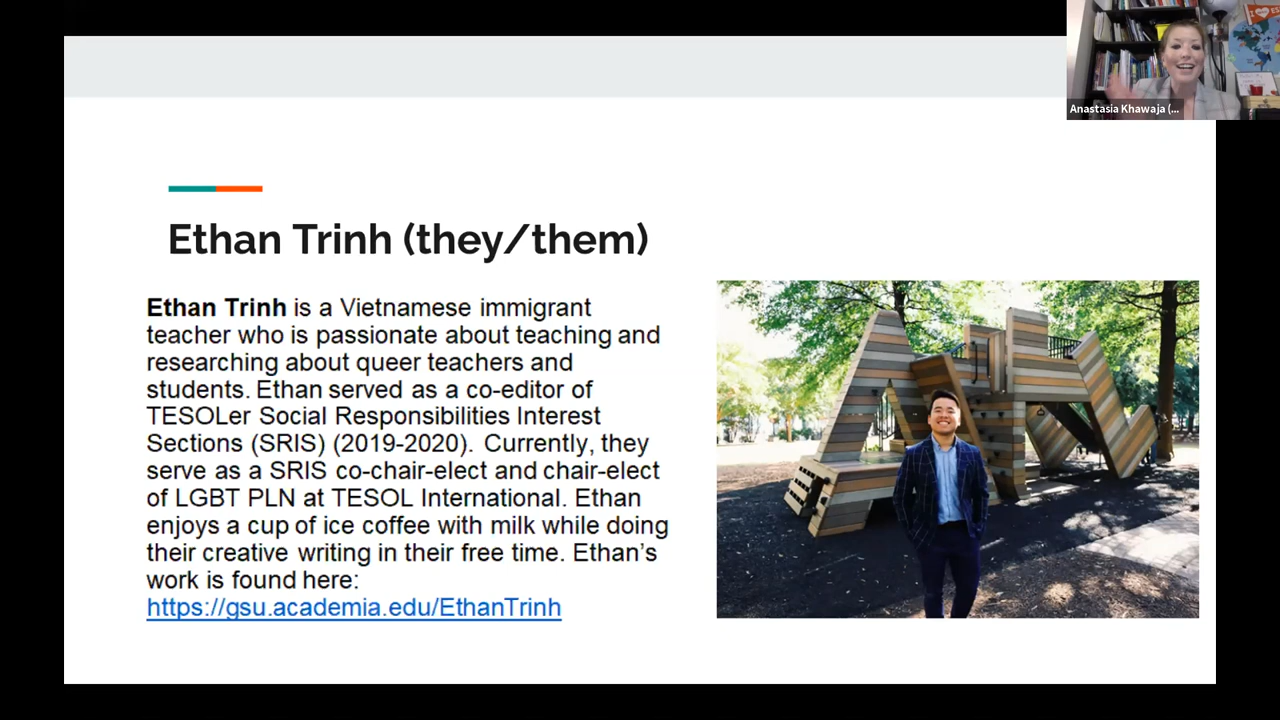 Anastasia Khawaja (...
Ethan Trinh (they/them)
Ethan Trinh is a Vietnamese immigrant
teacher who is passionate about teaching and
researching about queer teachers and
students. Ethan served as a co-editor of
TESOLer Social Responsibilities Interest
Sections (SRIS) (2019-2020). Currently, they
serve as a SRIS co-chair-elect and chair-elect
of LGBT PLN at TESOL International. Ethan
enjoys a cup of ice coffee with milk while doing
their creative writing in their free time. Ethan’s
work is found here:
https://gsu.academia.edu/EthanTrinh